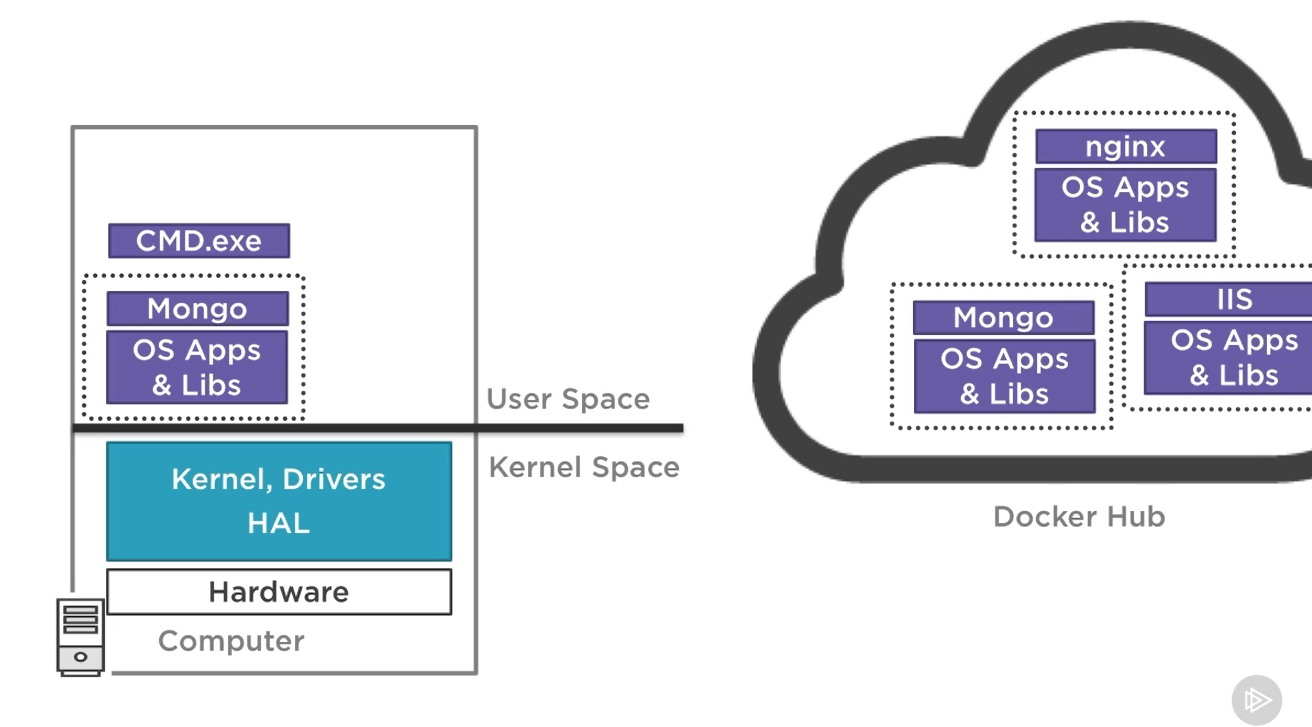 CMD.exe
Mongo
OS Apps
& Libs
User Space
Kernel Space
Kernel, Drivers
HAL
Hardware
Computer
nginx
OS Apps
& Libs
Mongo
OS Apps
& Libs
IIS
OS Apps
& Libs
Docker Hub